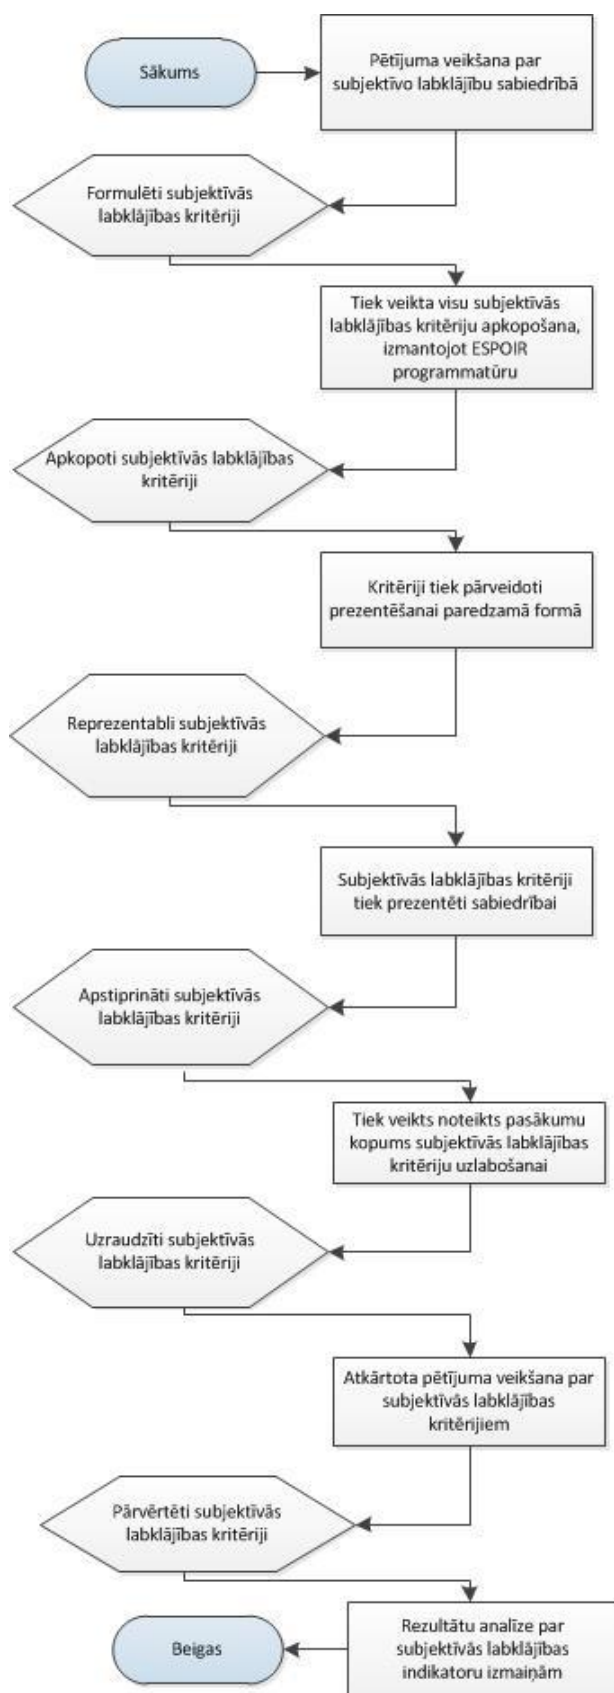 Sākums
Pētījuma veikšana par
subjektīvo labklājību sabiedrībā
Formulēti subjektīvās
labklājības kritēriji
Tiek veikta visu subjektīvās
labklājības kritēriju apkopošana,
izmantojot ESPOIR
programmatūru
Apkopoti subjektīvās labklājības
kritēriji
Kritēriji tiek pārveidoti
prezentēšanai paredzamā formā
Reprezentabli subjektīvās
labklājības kritēriji
Subjektīvās labklājības kritēriji
tiek prezentēti sabiedrībai
Apstiprināti subjektīvās
labklājības kritēriji
Tiek veikts noteikts pasākumu
kopums subjektīvās labklājības
kritēriju uzlabošanai
Uzraudzīti subjektīvās
labklājības kritēriji
Atkārtota pētījuma veikšana par
subjektīvās labklājības
kritērijiem
Pārvērtēti subjektīvās
labklājības kritēriji
Rezultātu analīze par
subjektīvās labklājības
indikatoru izmaiņām
Beigas